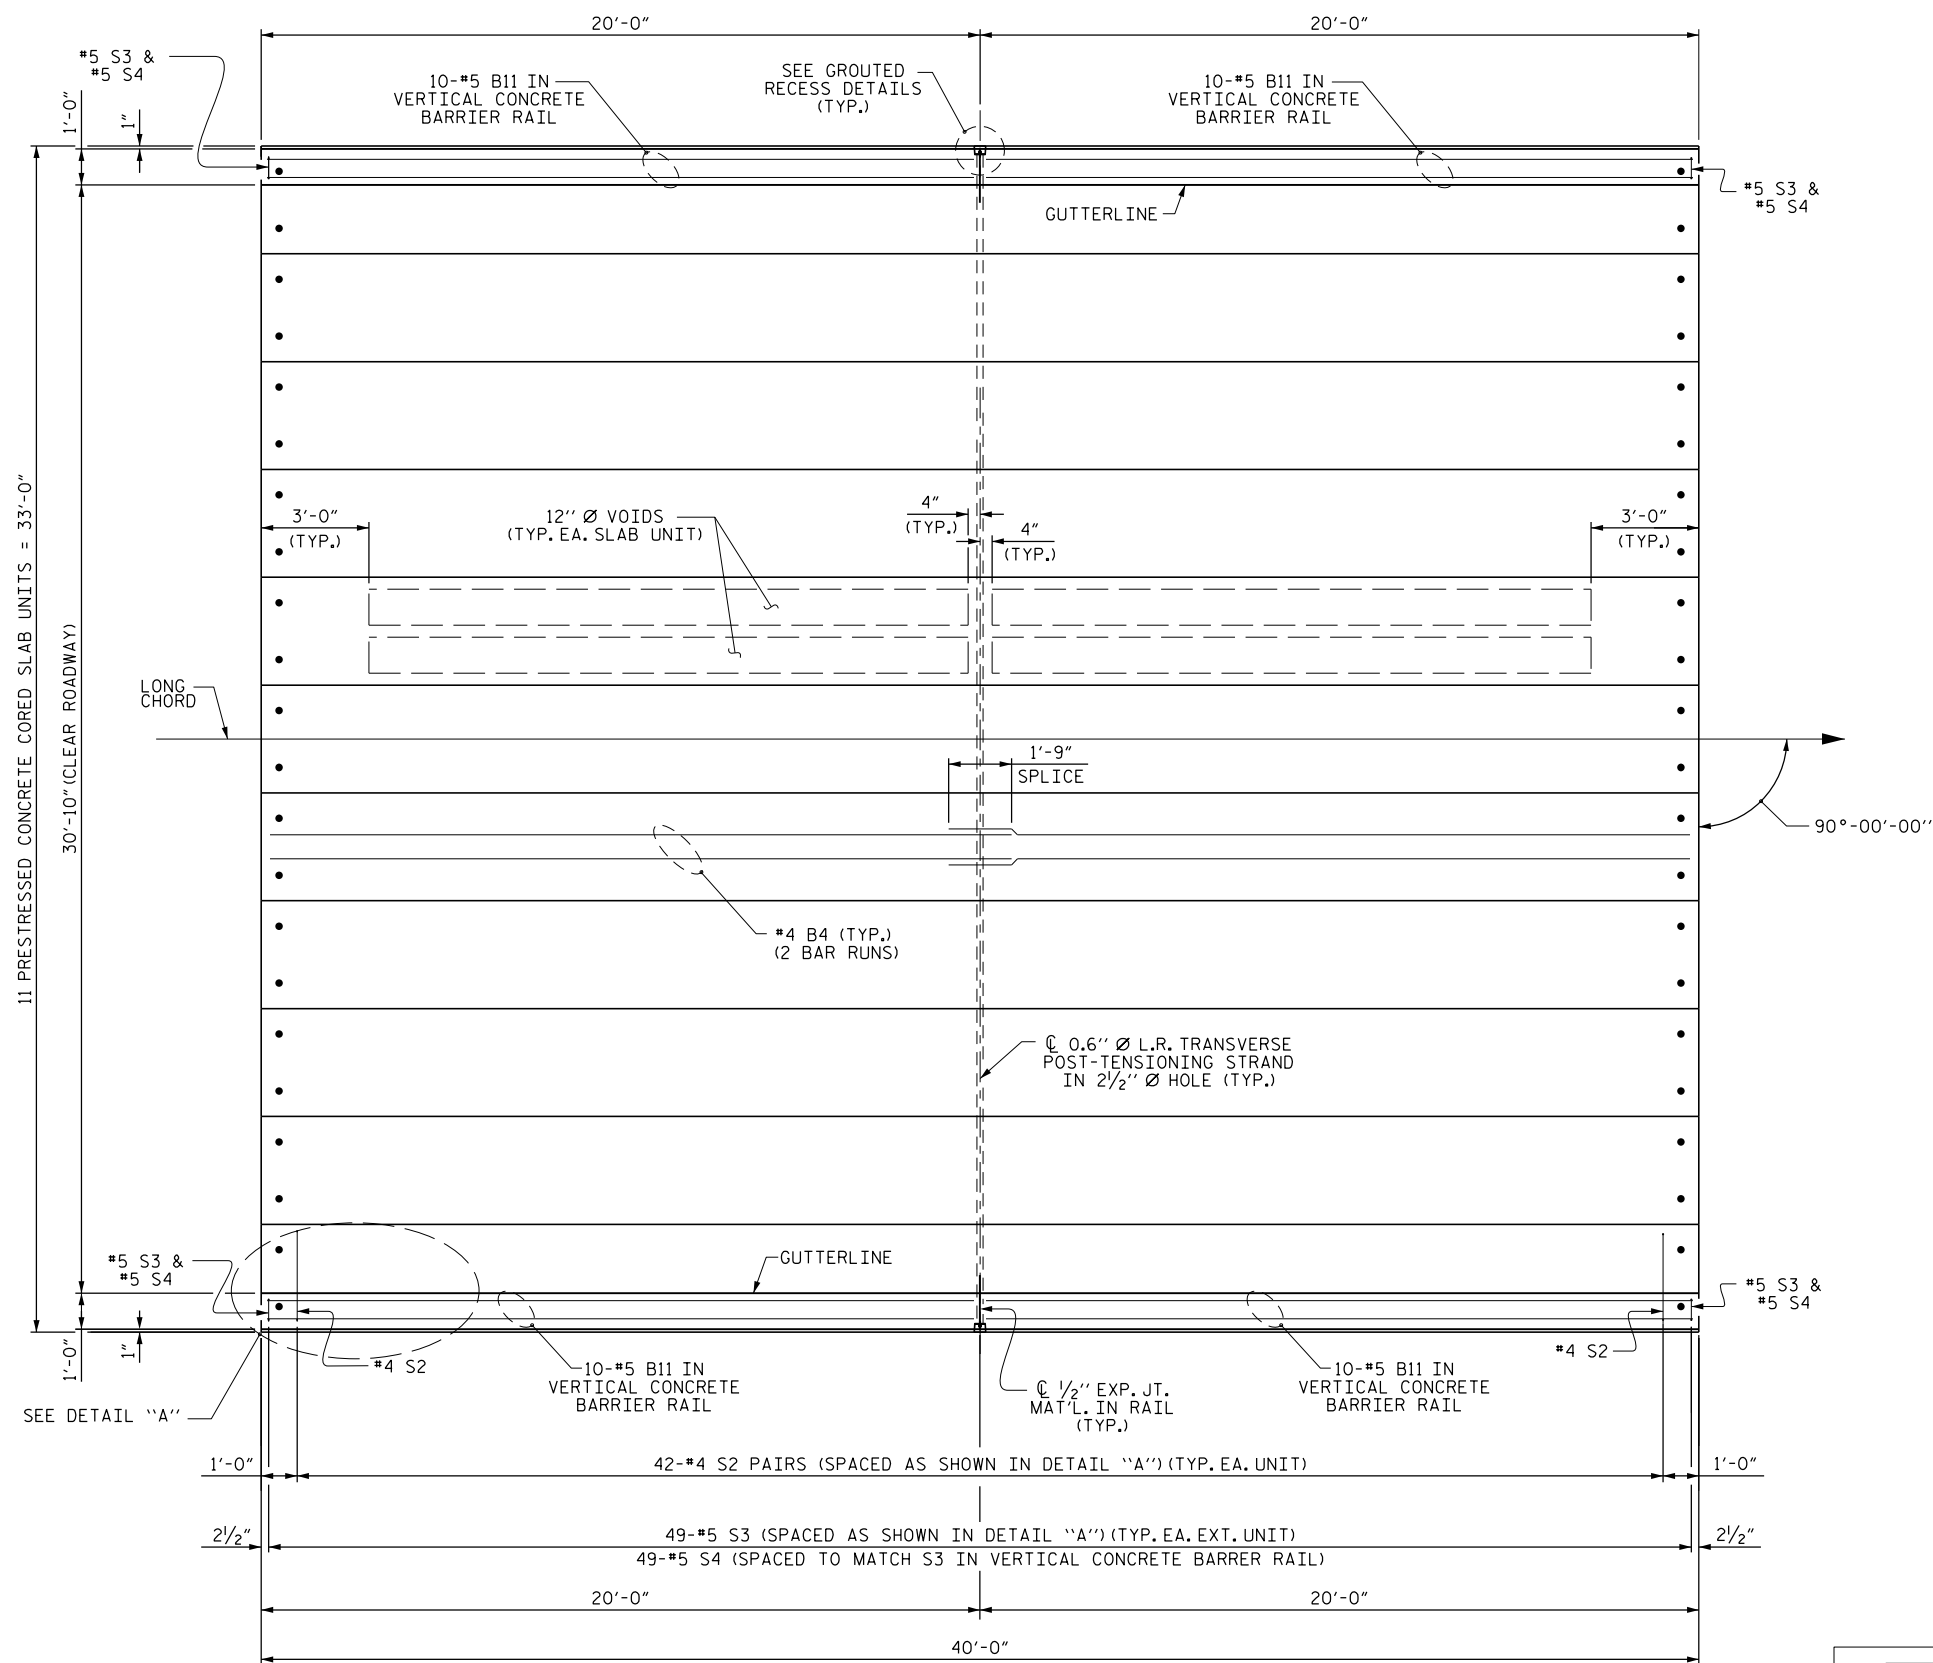 20'-0"
20'-0"
#5 S3 &
#5 S4
10-#5 B11 IN
VERTICAL CONCRETE
BARRIER RAIL
SEE GROUTED
RECESS DETAILS
(TYP.)
10-#5 B11 IN
VERTICAL CONCRETE
BARRIER RAIL
1'-0"
1"
#5 S3 &
#5 S4
GUTTERLINE
11 PRESTRESSED CONCRETE CORED SLAB UNITS = 33'-0"
30'-10" (CLEAR ROADWAY)
3'-0"
(TYP.)
12'' Ø VOIDS
(TYP. EA. SLAB UNIT)
4"
(TYP.)
4"
(TYP.)
3'-0"
(TYP.)
LONG
CHORD
1'-9"
SPLICE
90°-00'-00''
#4 B4 (TYP.)
(2 BAR RUNS)
℄ 0.6'' Ø L.R. TRANSVERSE
POST-TENSIONING STRAND
IN 2½'' Ø HOLE (TYP.)
#5 S3 &
#5 S4
GUTTERLINE
#5 S3 &
#5 S4
1'-0"
1"
#4 S2
10-#5 B11 IN
VERTICAL CONCRETE
BARRIER RAIL
℄ ½'' EXP. JT.
MAT'L. IN RAIL
(TYP.)
10-#5 B11 IN
VERTICAL CONCRETE
BARRIER RAIL
#4 S2
SEE DETAIL ''A''
1'-0"
42-#4 S2 PAIRS (SPACED AS SHOWN IN DETAIL ''A'') (TYP. EA. UNIT)
1'-0"
2½"
49-#5 S3 (SPACED AS SHOWN IN DETAIL ''A'') (TYP. EA. EXT. UNIT)
49-#5 S4 (SPACED TO MATCH S3 IN VERTICAL CONCRETE BARRER RAIL)
2½"
20'-0"
20'-0"
40'-0"